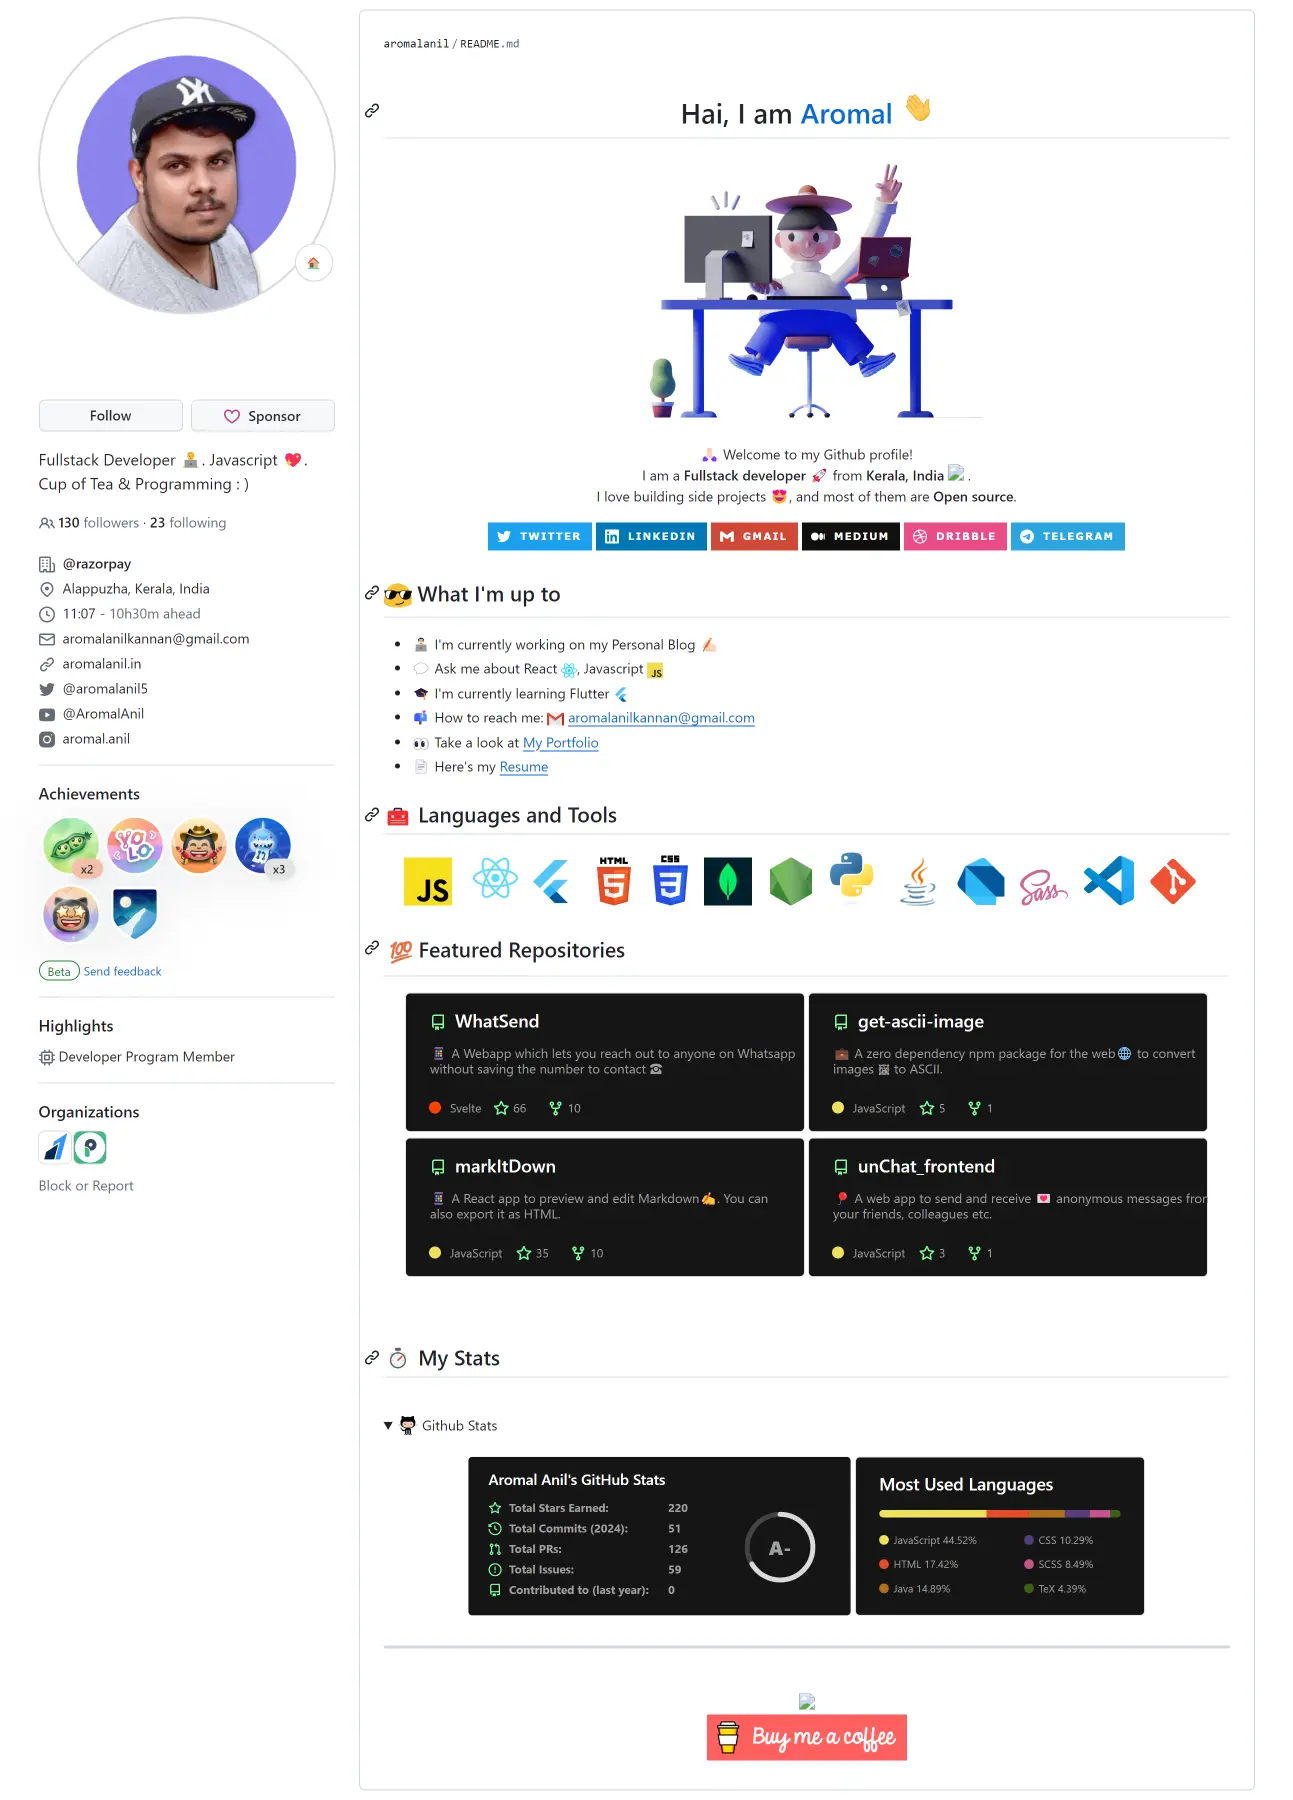 Follow
Sponsor
Fullstack Developer 👨‍💻. Javascript 💖.
Cup of Tea & Programming : )
130 followers · 23 following
@razorpay
Alappuzha, Kerala, India
11:07 - 10h30m ahead
aromalanilkannan@gmail.com
aromalanil.in
@aromalanil5
@AromalAnil
aromal.anil
Achievements
x2
YOLO
x3
Beta Send feedback
Highlights
Developer Program Member
Organizations
Block or Report
aromalanil/README.md
Hai, I am Aromal 👋
🙏🏻 Welcome to my Github profile!
I am a Fullstack developer 🚀 from Kerala, India .
I love building side projects 😍, and most of them are Open source.
TWITTER
LINKEDIN
GMAIL
MEDIUM
DRIBBLE
TELEGRAM
😎 What I'm up to
👨🏻‍💻 I'm currently working on my Personal Blog ✍🏻
💬 Ask me about React, Javascript JS
🎓 I'm currently learning Flutter
📫 How to reach me: aromalanilkannan@gmail.com
👀 Take a look at My Portfolio
📄 Here's my Resume
🧰 Languages and Tools
JS
HTML
5
CSS
3
Sass
💯 Featured Repositories
WhatSend
📱 A Webapp which lets you reach out to anyone on Whatsapp
without saving the number to contact ☎
Svelte 66 10
get-ascii-image
💼 A zero dependency npm package for the web🌐 to convert
images 🖼 to ASCII.
JavaScript 5 1
markItDown
📱 A React app to preview and edit Markdown✍. You can
also export it as HTML.
JavaScript 35 10
unChat_frontend
🎈 A web app to send and receive 💌 anonymous messages from
your friends, colleagues etc.
JavaScript 3 1
⏱ My Stats
▼ Github Stats
Aromal Anil's GitHub Stats
Total Stars Earned: 220
Total Commits (2024): 51
Total PRs: 126
Total Issues: 59
Contributed to (last year): 0
A-
Most Used Languages
JavaScript 44.52%
CSS 10.29%
HTML 17.42%
SCSS 8.49%
Java 14.89%
TeX 4.39%
Buy me a coffee